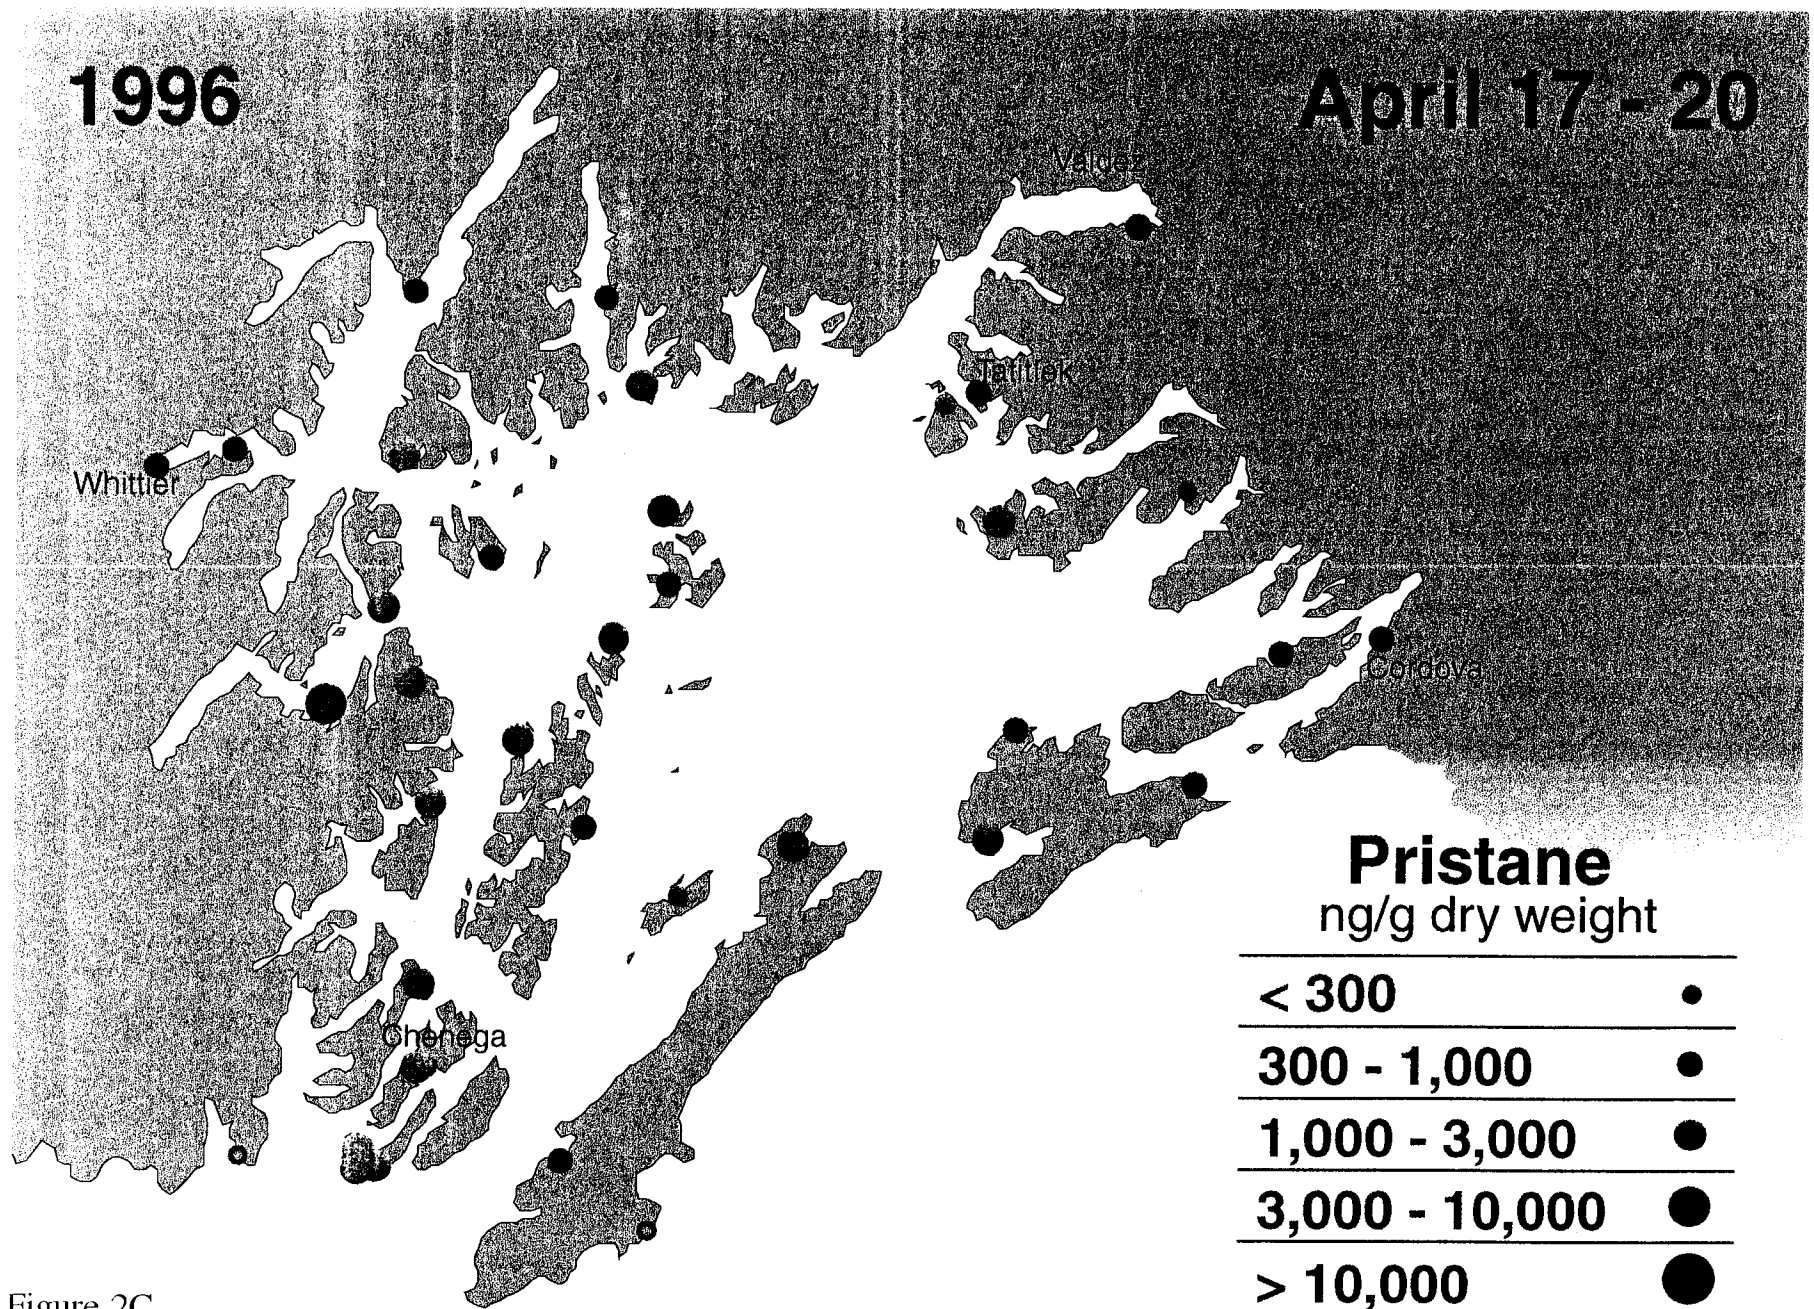 1996
April 17 - 20
Valdez
Tatitlek
Whittier
Cordova
Chenega
Pristane
ng/g dry weight
< 300
300 - 1,000
1,000 - 3,000
3,000 - 10,000
> 10,000
Figure 2C